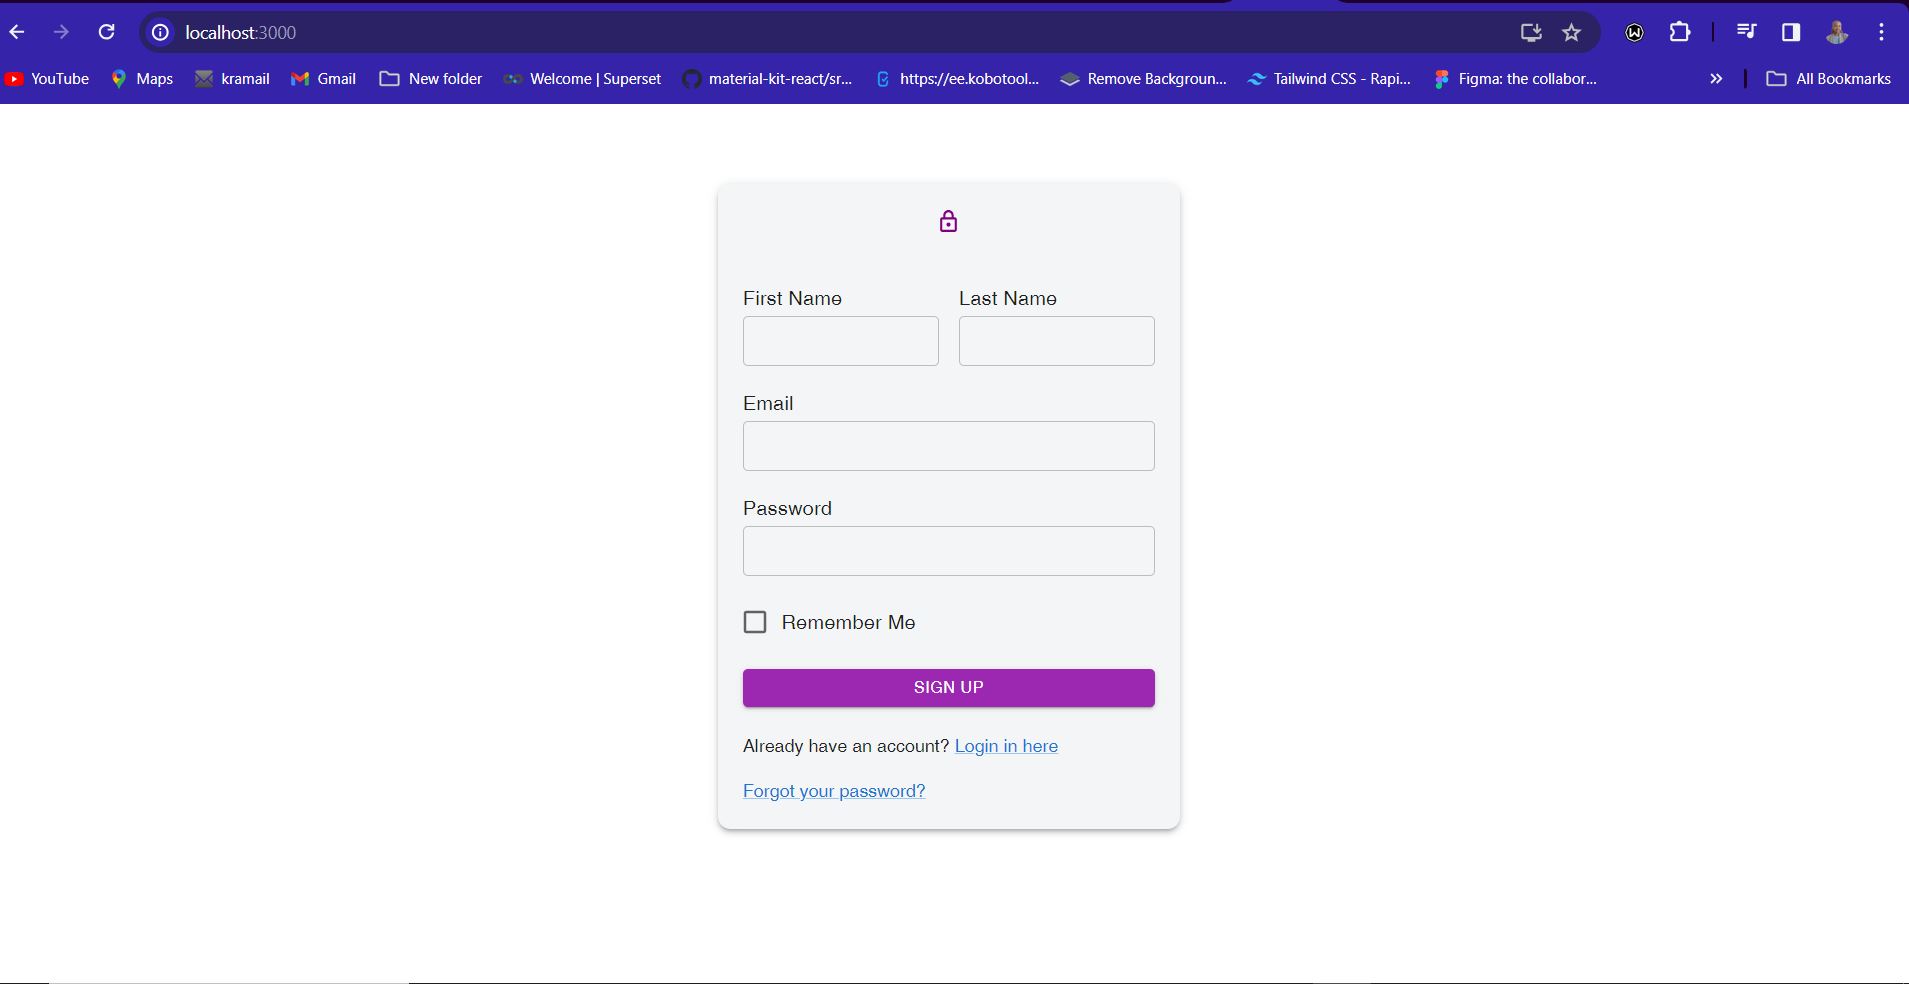 localhost:3000
YouTube Maps kramail Gmail New folder Welcome | Superset material-kit-react/sr... https://ee.kobotool... Remove Backgroun... Tailwind CSS - Rapi... Figma: the collabor... » All Bookmarks
First Name Last Name
Email
Password
Remember Me
SIGN UP
Already have an account? Login in here
Forgot your password?